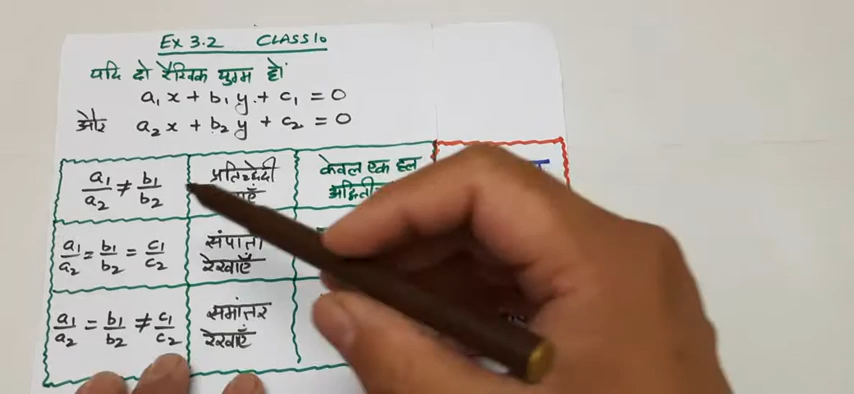 Ex 3.2 CLASS 10
यदि दो रैखिक युग्म हों
a₁x + b₁y + c₁ = 0
और a₂x + b₂y + c₂ = 0
a₁/a₂ ≠ b₁/b₂
प्रतिच्छेदी
केवल एक हल
a₁/a₂ = b₁/b₂ = c₁/c₂
संपाती
रेखाएँ
a₁/a₂ = b₁/b₂ ≠ c₁/c₂
समांतर
रेखाएँ